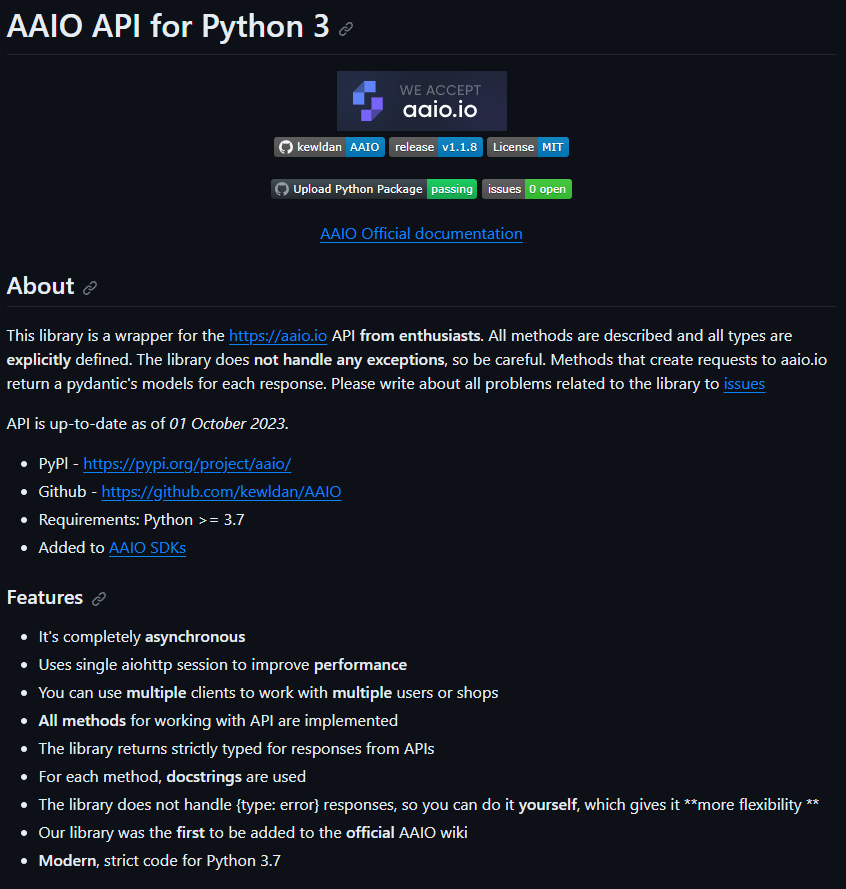 AAIO API for Python 3
WE ACCEPT
aaio.io
kewldan AAIO release v1.1.8 License MIT
Upload Python Package passing issues 0 open
AAIO Official documentation
About
This library is a wrapper for the https://aaio.io API from enthusiasts. All methods are described and all types are
explicitly defined. The library does not handle any exceptions, so be careful. Methods that create requests to aaio.io
return a pydantic's models for each response. Please write about all problems related to the library to issues
API is up-to-date as of 01 October 2023.
• PyPl - https://pypi.org/project/aaio/
• Github - https://github.com/kewldan/AAIO
• Requirements: Python >= 3.7
• Added to AAIO SDKs
Features
• It's completely asynchronous
• Uses single aiohttp session to improve performance
• You can use multiple clients to work with multiple users or shops
• All methods for working with API are implemented
• The library returns strictly typed for responses from APIs
• For each method, docstrings are used
• The library does not handle {type: error} responses, so you can do it yourself, which gives it **more flexibility **
• Our library was the first to be added to the official AAIO wiki
• Modern, strict code for Python 3.7